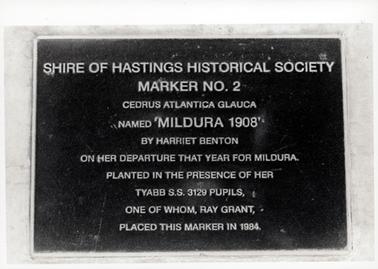 SHIRE OF HASTINGS HISTORICAL SOCIETY
MARKER NO. 2
CEDRUS ATLANTICA GLAUCA
NAMED 'MILDURA 1908'
BY HARRIET BENTON
ON HER DEPARTURE THAT YEAR FOR MILDURA.
PLANTED IN THE PRESENCE OF HER
TYABB S.S. 3129 PUPILS,
ONE OF WHOM, RAY GRANT,
PLACED THIS MARKER IN 1984.